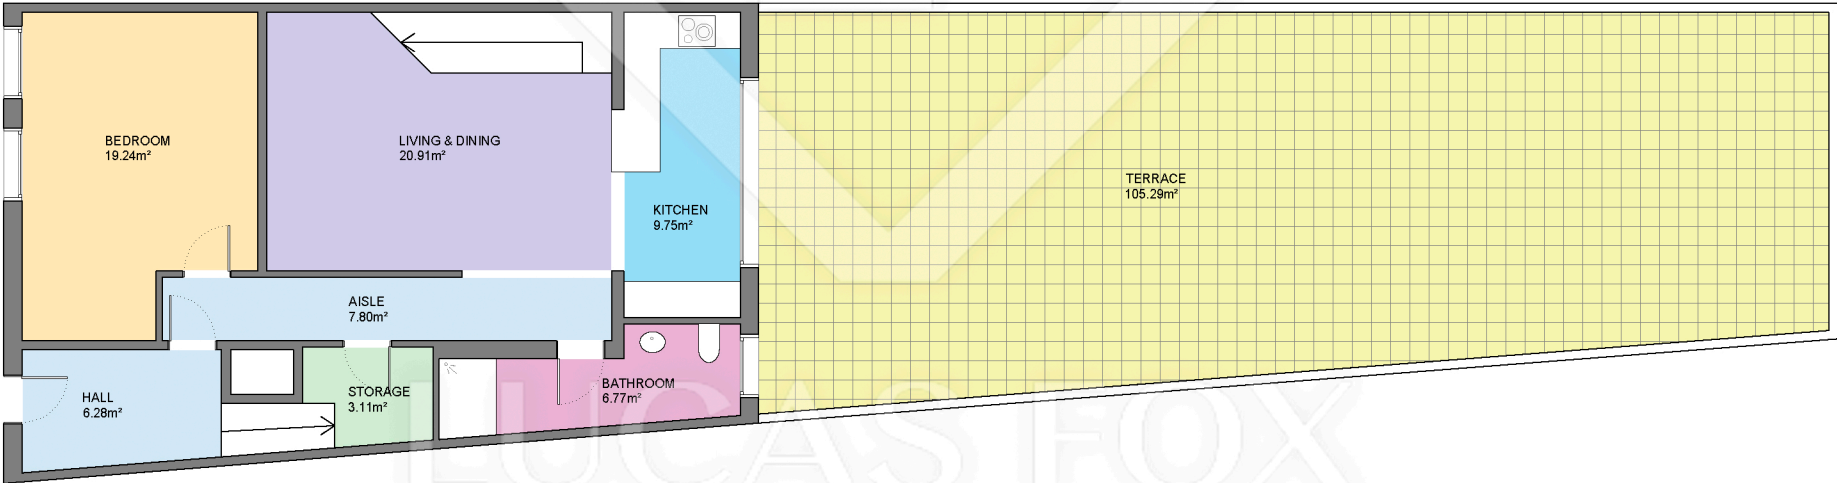 BEDROOM
19.24m²
LIVING & DINING
20.91m²
KITCHEN
9.75m²
TERRACE
105.29m²
AISLE
7.80m²
HALL
6.28m²
STORAGE
3.11m²
BATHROOM
6.77m²
LUCAS FOX